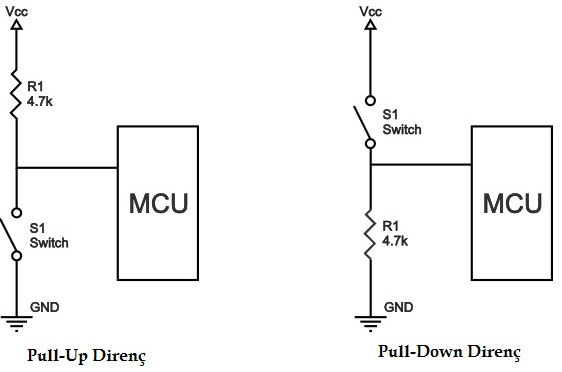 Vcc
R1
4.7k
MCU
S1
Switch
GND
Pull-Up Direnç
Vcc
S1
Switch
MCU
R1
4.7k
GND
Pull-Down Direnç